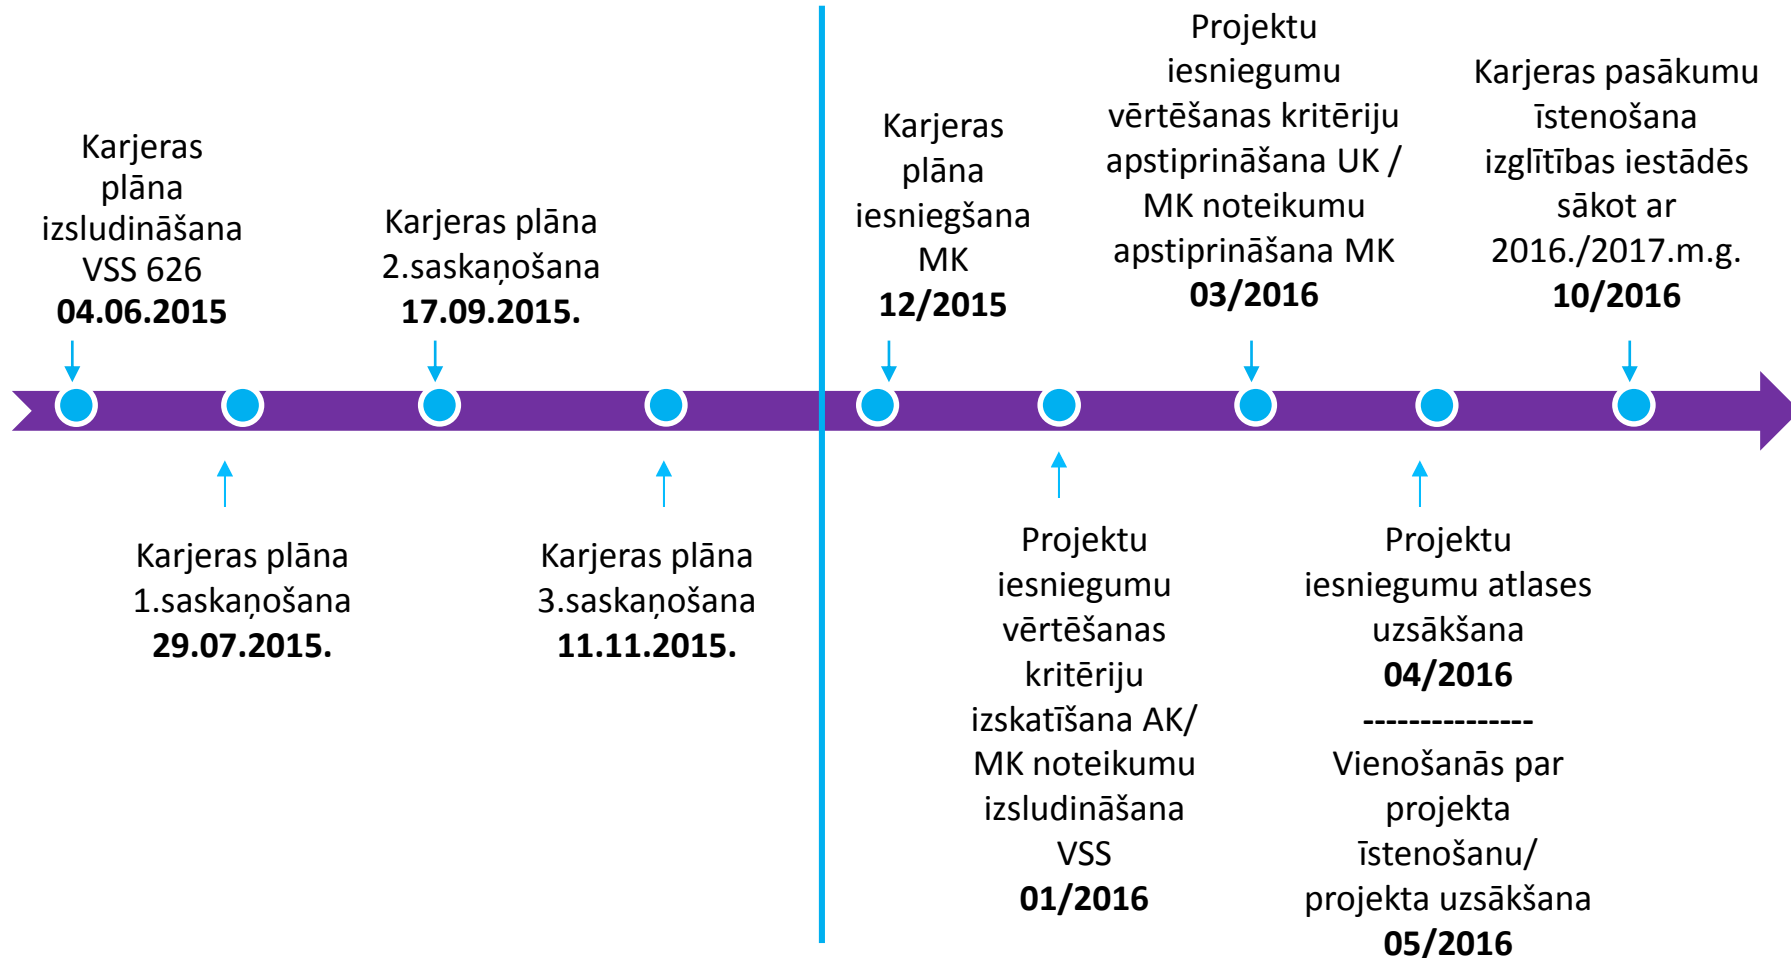 Karjeras
plāna
izsludināšana
VSS 626
04.06.2015
Karjeras plāna
2.saskaņošana
17.09.2015.
Karjeras
plāna
iesniegšana
MK
12/2015
Projektu
iesniegumu
vērtēšanas kritēriju
apstiprināšana UK /
MK noteikumu
apstiprināšana MK
03/2016
Karjeras pasākumu
īstenošana
izglītības iestādēs
sākot ar
2016./2017.m.g.
10/2016
Karjeras plāna
1.saskaņošana
29.07.2015.
Karjeras plāna
3.saskaņošana
11.11.2015.
Projektu
iesniegumu
vērtēšanas
kritēriju
izskatīšana AK/
MK noteikumu
izsludināšana
VSS
01/2016
Projektu
iesniegumu atlases
uzsākšana
04/2016
---------------
Vienošanās par
projekta
īstenošanu/
projekta uzsākšana
05/2016